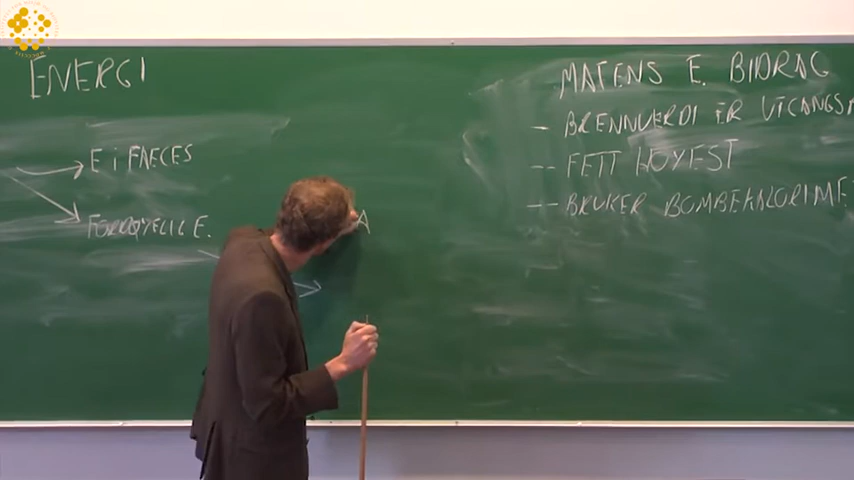 ENERGI
E i FAECES
FORDØYELIG E.
A
MATENS E. BIDRAG
- BRENNVERDI ER UTGANGS
- FETT HØYEST
- BRUKER BOMBEKALORIME